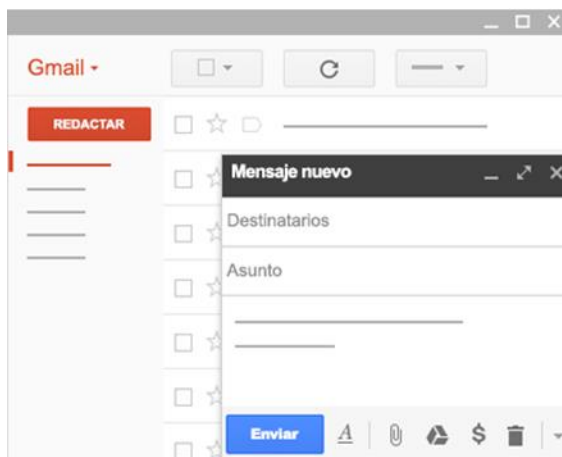 Gmail
REDACTAR
Mensaje nuevo
Destinatarios
Asunto
Enviar A $